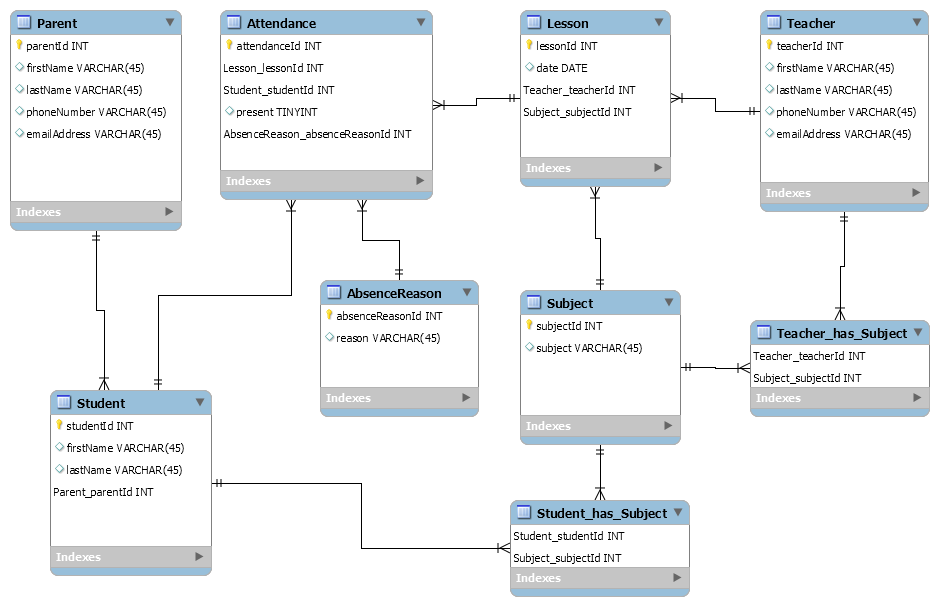 Parent
parentId INT
firstName VARCHAR(45)
lastName VARCHAR(45)
phoneNumber VARCHAR(45)
emailAddress VARCHAR(45)
Indexes
Attendance
attendanceId INT
Lesson_lessonId INT
Student_studentId INT
present TINYINT
AbsenceReason_absenceReasonId INT
Indexes
Lesson
lessonId INT
date DATE
Teacher_teacherId INT
Subject_subjectId INT
Indexes
Teacher
teacherId INT
firstName VARCHAR(45)
lastName VARCHAR(45)
phoneNumber VARCHAR(45)
emailAddress VARCHAR(45)
Indexes
AbsenceReason
absenceReasonId INT
reason VARCHAR(45)
Indexes
Subject
subjectId INT
subject VARCHAR(45)
Indexes
Teacher_has_Subject
Teacher_teacherId INT
Subject_subjectId INT
Indexes
Student
studentId INT
firstName VARCHAR(45)
lastName VARCHAR(45)
Parent_parentId INT
Indexes
Student_has_Subject
Student_studentId INT
Subject_subjectId INT
Indexes